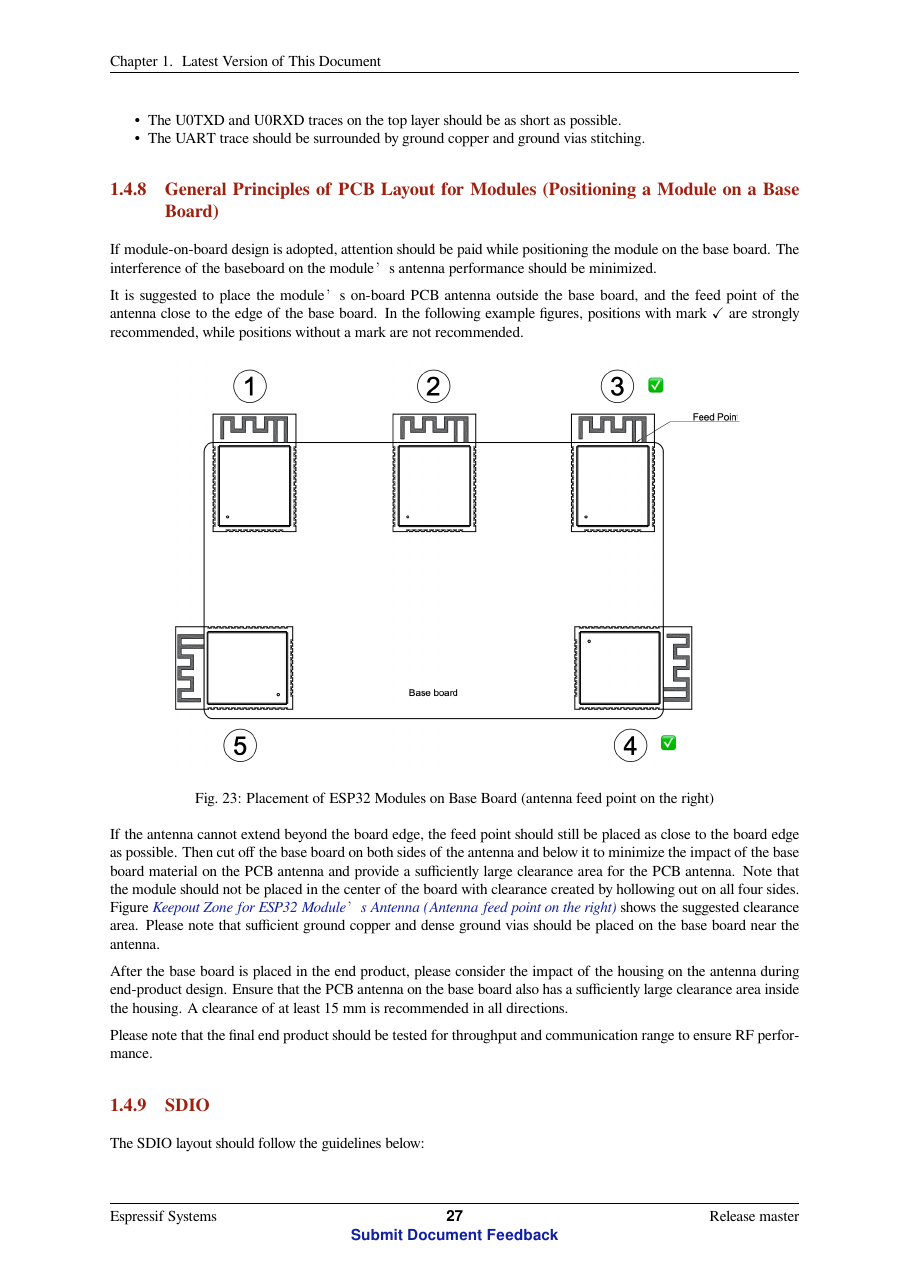 Chapter 1. Latest Version of This Document
• The U0TXD and U0RXD traces on the top layer should be as short as possible.
• The UART trace should be surrounded by ground copper and ground vias stitching.
1.4.8 General Principles of PCB Layout for Modules (Positioning a Module on a Base
Board)
If module-on-board design is adopted, attention should be paid while positioning the module on the base board. The
interference of the baseboard on the module’s antenna performance should be minimized.
It is suggested to place the module’s on-board PCB antenna outside the base board, and the feed point of the
antenna close to the edge of the base board. In the following example figures, positions with mark ✓ are strongly
recommended, while positions without a mark are not recommended.
1 2 3 ✅
Feed Poin
Base board
5 4 ✅
Fig. 23: Placement of ESP32 Modules on Base Board (antenna feed point on the right)
If the antenna cannot extend beyond the board edge, the feed point should still be placed as close to the board edge
as possible. Then cut off the base board on both sides of the antenna and below it to minimize the impact of the base
board material on the PCB antenna and provide a sufficiently large clearance area for the PCB antenna. Note that
the module should not be placed in the center of the board with clearance created by hollowing out on all four sides.
Figure Keepout Zone for ESP32 Module’s Antenna (Antenna feed point on the right) shows the suggested clearance
area. Please note that sufficient ground copper and dense ground vias should be placed on the base board near the
antenna.
After the base board is placed in the end product, please consider the impact of the housing on the antenna during
end-product design. Ensure that the PCB antenna on the base board also has a sufficiently large clearance area inside
the housing. A clearance of at least 15 mm is recommended in all directions.
Please note that the final end product should be tested for throughput and communication range to ensure RF perfor-
mance.
1.4.9 SDIO
The SDIO layout should follow the guidelines below:
Espressif Systems 27 Release master
Submit Document Feedback